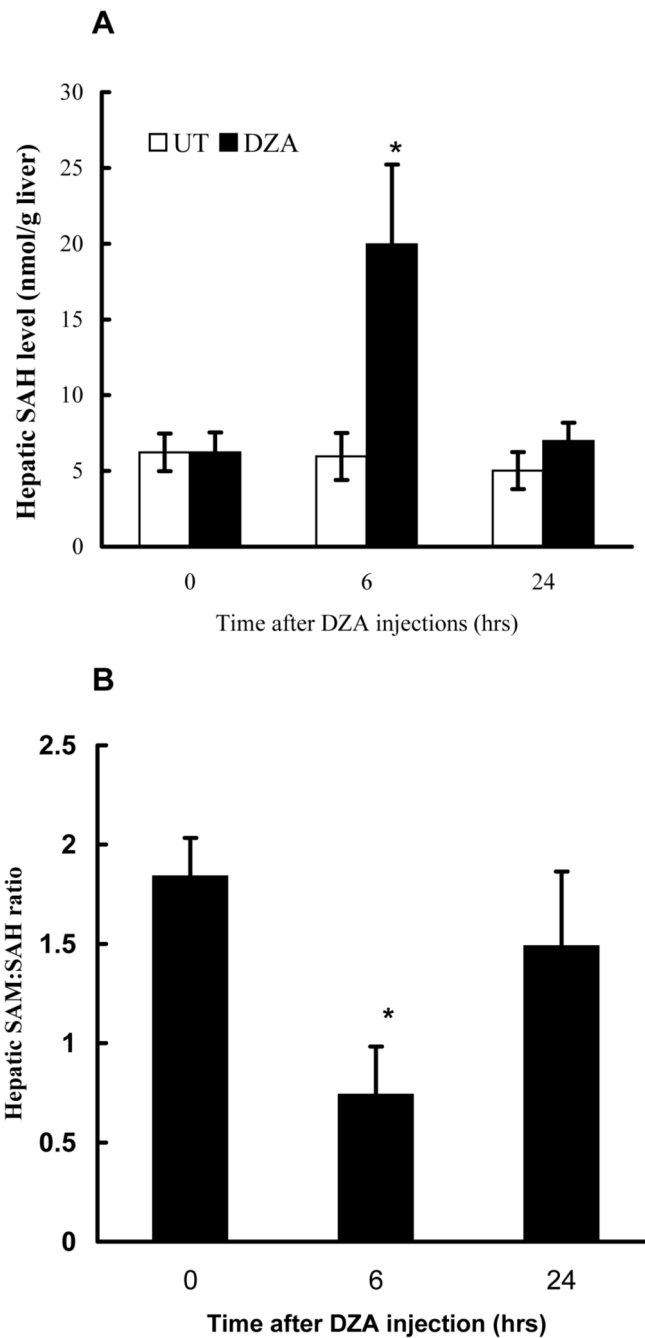 A
Hepatic SAH level (nmol/g liver)
30
25
20
15
10
5
0
UT DZA
*
0 6 24
Time after DZA injections (hrs)
B
Hepatic SAM:SAH ratio
2.5
2
1.5
1
0.5
0
*
0 6 24
Time after DZA injection (hrs)